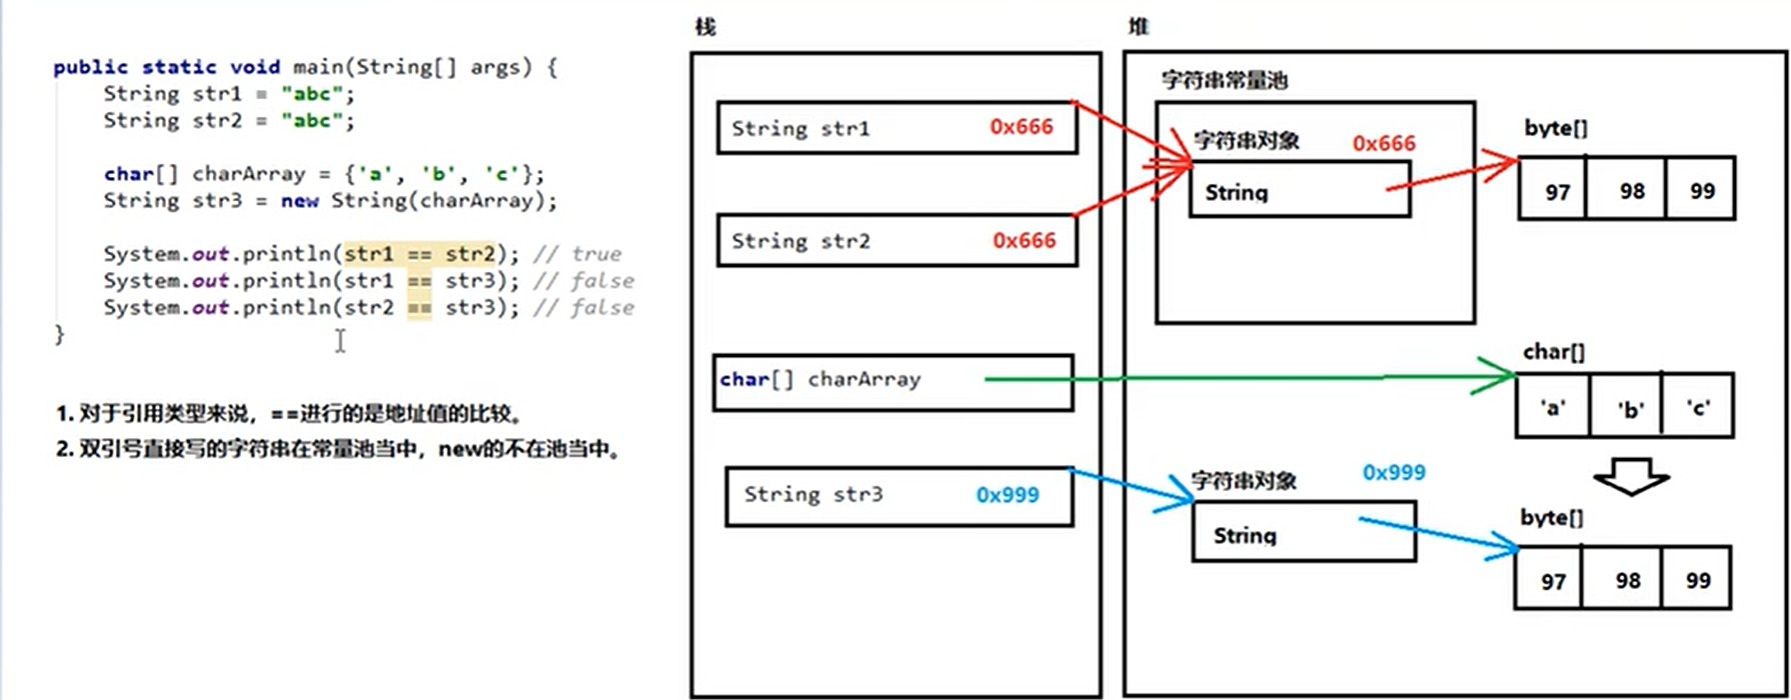 public static void main(String[] args) {
String str1 = "abc";
String str2 = "abc";
char[] charArray = {'a', 'b', 'c'};
String str3 = new String(charArray);
System.out.println(str1 == str2); // true
System.out.println(str1 == str3); // false
System.out.println(str2 == str3); // false
}
1. 对于引用类型来说，==进行的是地址值的比较。
2. 双引号直接写的字符串在常量池当中，new的不在池当中。
栈
String str1 0x666
String str2 0x666
char[] charArray
String str3 0x999
堆
字符串常量池
字符串对象 0x666
String
byte[]
97 98 99
char[]
'a' 'b' 'c'
字符串对象 0x999
String
byte[]
97 98 99